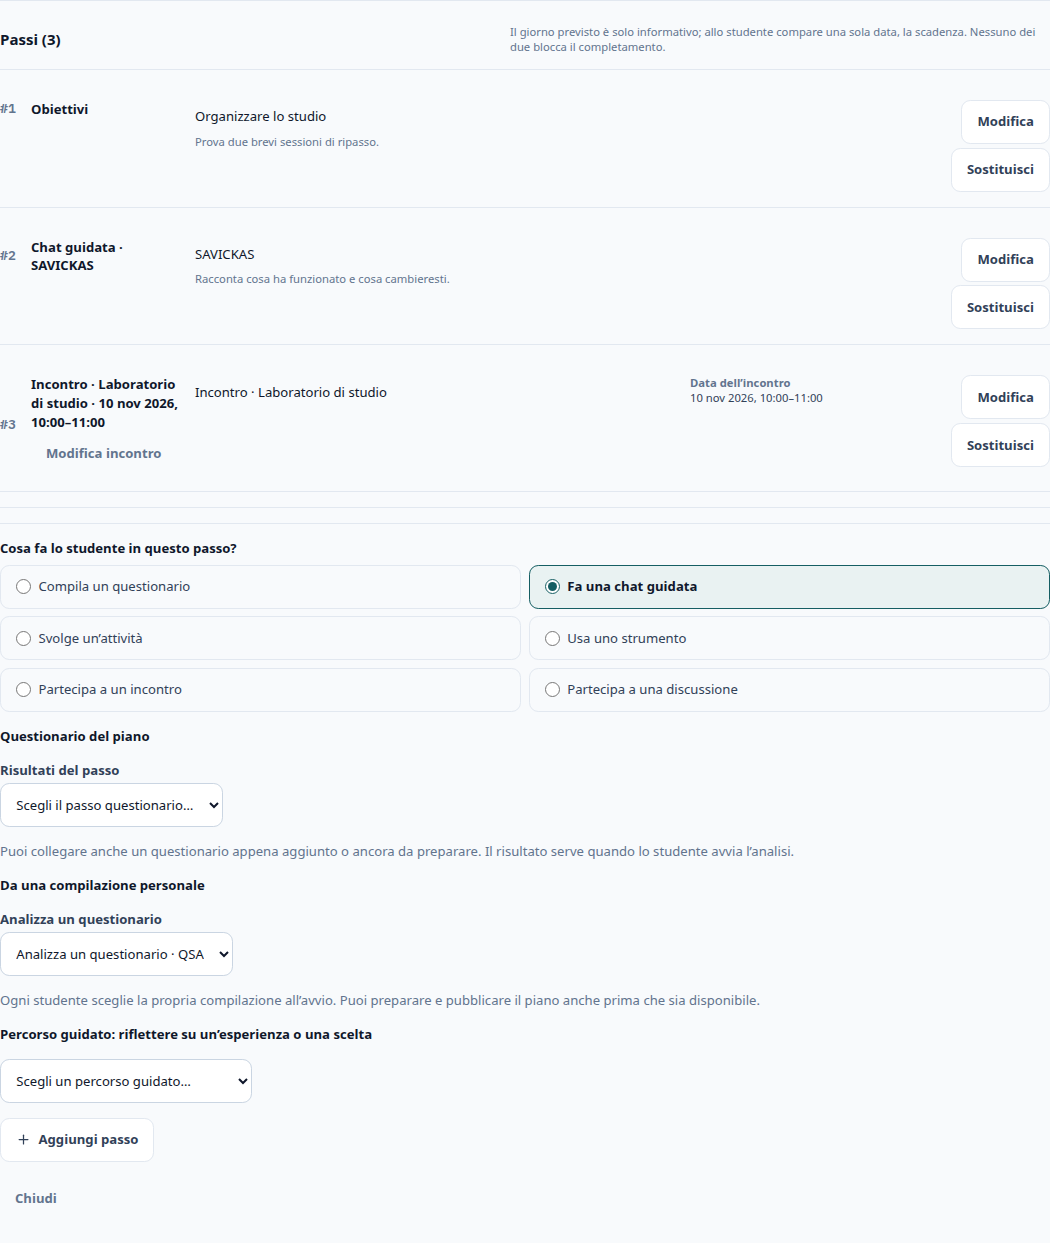 Passi (3)
Il giorno previsto è solo informativo; allo studente compare una sola data, la scadenza. Nessuno dei
due blocca il completamento.
#1
Obiettivi
Organizzare lo studio
Prova due brevi sessioni di ripasso.
Modifica
Sostituisci
#2
Chat guidata ·
SAVICKAS
SAVICKAS
Racconta cosa ha funzionato e cosa cambieresti.
Modifica
Sostituisci
#3
Incontro · Laboratorio
di studio · 10 nov 2026,
10:00–11:00
Modifica incontro
Incontro · Laboratorio di studio
Data dell’incontro
10 nov 2026, 10:00–11:00
Modifica
Sostituisci
Cosa fa lo studente in questo passo?
Compila un questionario
Fa una chat guidata
Svolge un’attività
Usa uno strumento
Partecipa a un incontro
Partecipa a una discussione
Questionario del piano
Risultati del passo
Scegli il passo questionario...
Puoi collegare anche un questionario appena aggiunto o ancora da preparare. Il risultato serve quando lo studente avvia l’analisi.
Da una compilazione personale
Analizza un questionario
Analizza un questionario · QSA
Ogni studente sceglie la propria compilazione all’avvio. Puoi preparare e pubblicare il piano anche prima che sia disponibile.
Percorso guidato: riflettere su un’esperienza o una scelta
Scegli un percorso guidato...
+ Aggiungi passo
Chiudi